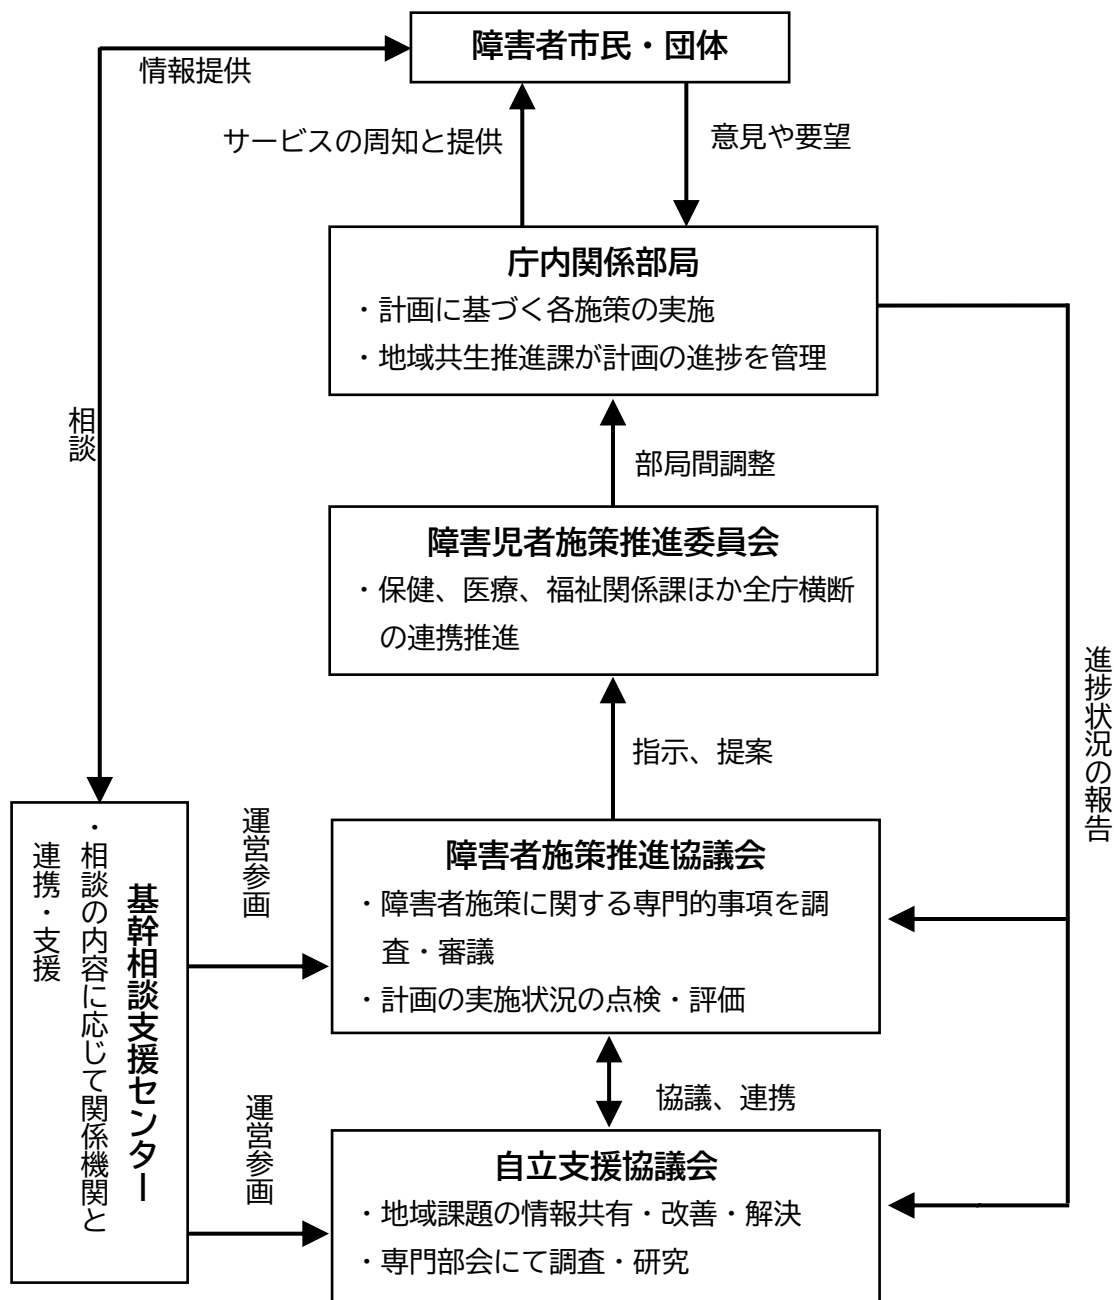 障害者市民・団体
情報提供
サービスの周知と提供
意見や要望
庁内関係部局
・計画に基づく各施策の実施
・地域共生推進課が計画の進捗を管理
相談
部局間調整
障害児者施策推進委員会
・保健、医療、福祉関係課ほか全庁横断
の連携推進
進捗状況の報告
指示、提案
運営参画
障害者施策推進協議会
・障害者施策に関する専門的事項を調
査・審議
・計画の実施状況の点検・評価
基幹相談支援センター
・相談の内容に応じて関係機関と
連携・支援
協議、連携
運営参画
自立支援協議会
・地域課題の情報共有・改善・解決
・専門部会にて調査・研究